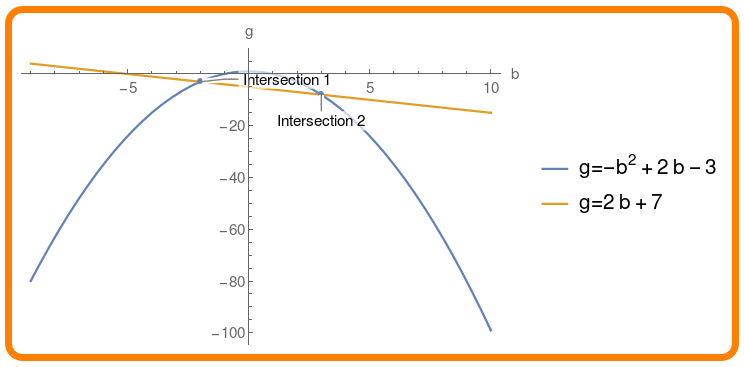 g
b
−5
5
10
−20
−40
−60
−80
−100
Intersection 1
Intersection 2
g=−b² + 2 b − 3
g=2 b + 7